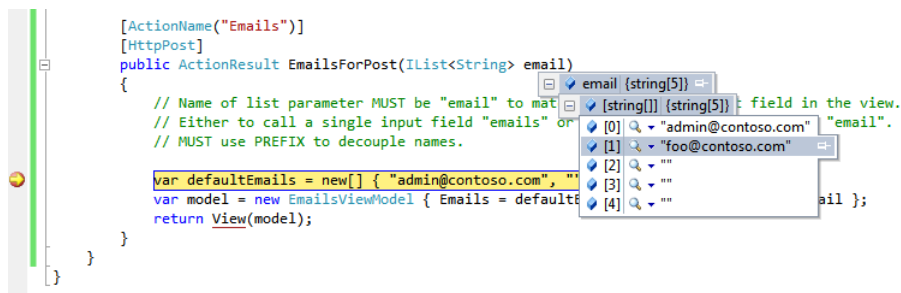 [ActionName("Emails")]
[HttpPost]
public ActionResult EmailsForPost(IList<String> email)
{
email {string[5]}
// Name of list parameter MUST be "email" to mat
[string[]] {string[5]}
t field in the view.
// Either to call a single input field "emails" or
[0] "admin@contoso.com"
"email".
// MUST use PREFIX to decouple names.
[1] "foo@contoso.com"
[2] ""
var defaultEmails = new[] { "admin@contoso.com", "
[3] ""
var model = new EmailsViewModel { Emails = defaultE
[4] ""
ail };
return View(model);
}
}
}